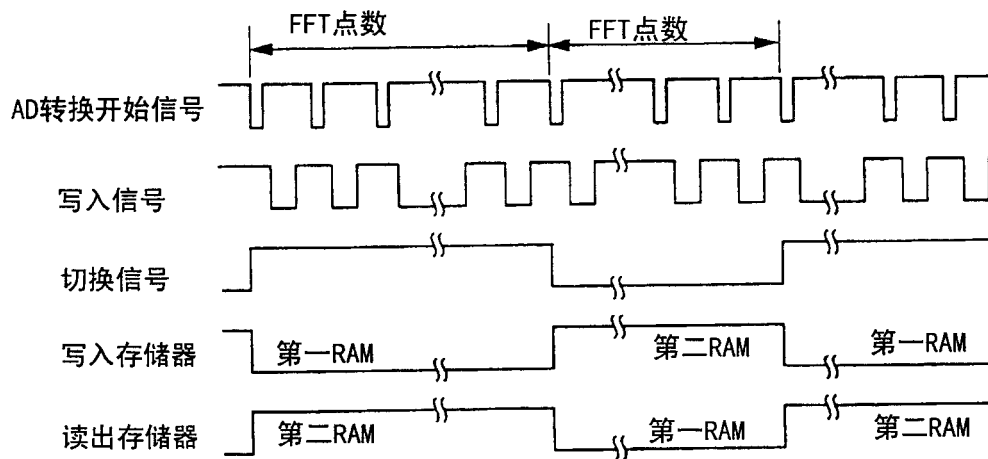 FFT点数 FFT点数
AD转换开始信号
写入信号
切换信号
写入存储器 第一RAM 第二RAM 第一RAM
读出存储器 第二RAM 第一RAM 第二RAM